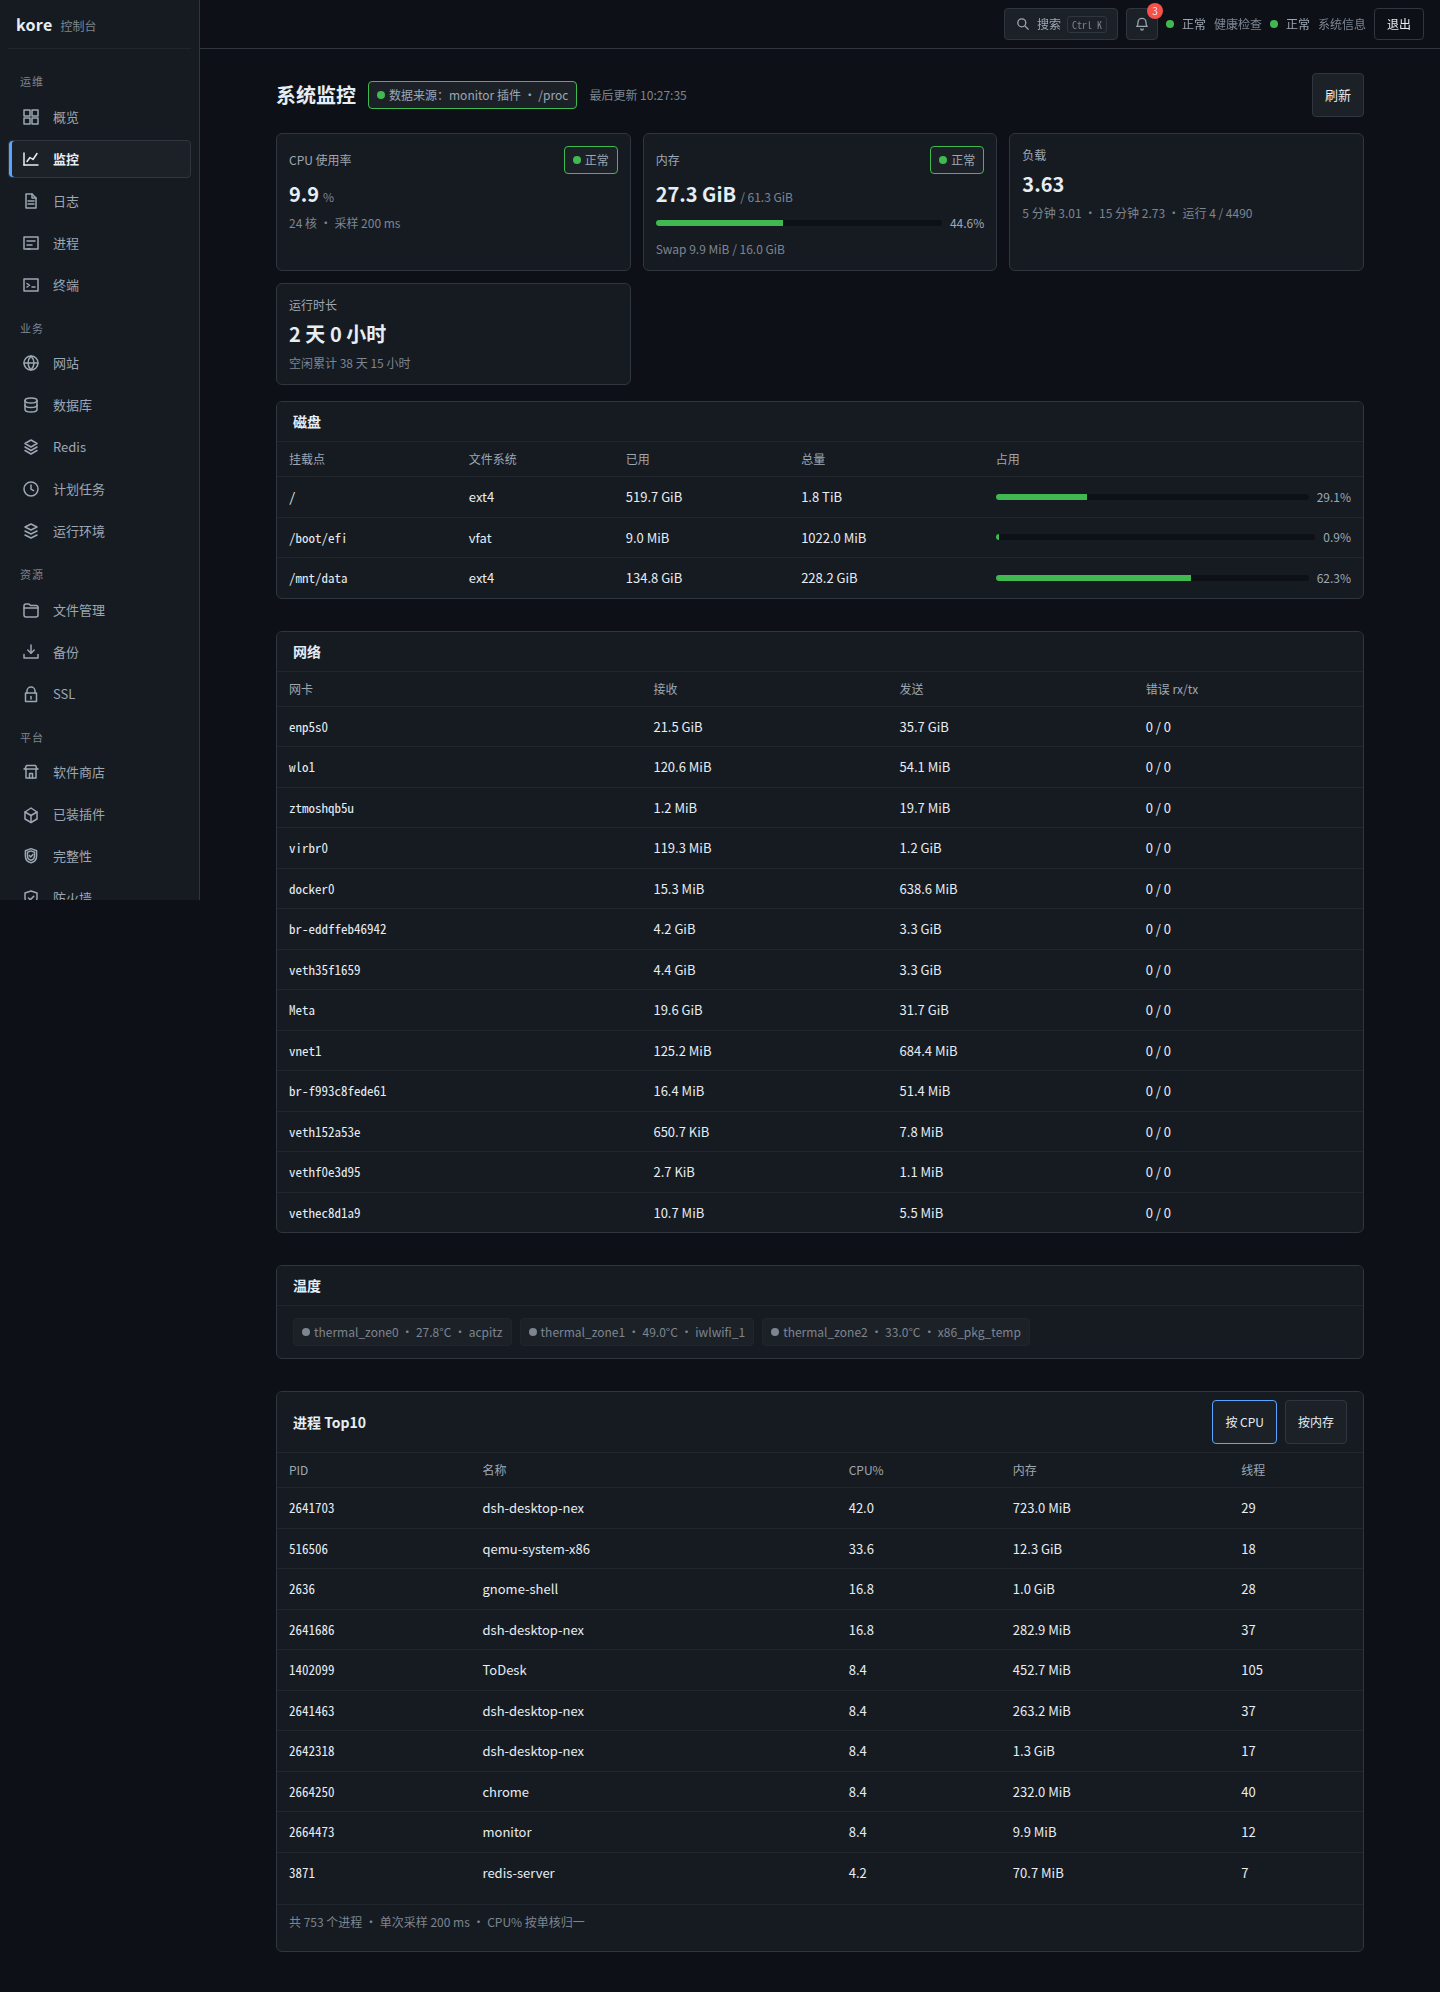 kore 控制台
搜索 Ctrl K 3 正常 健康检查 正常 系统信息 退出
运维
概览
监控
日志
进程
终端
业务
网站
数据库
Redis
计划任务
运行环境
资源
文件管理
备份
SSL
平台
软件商店
已装插件
完整性
防火墙
系统监控 数据来源：monitor 插件 · /proc 最后更新 10:27:35 刷新
CPU 使用率 正常
9.9 %
24 核 · 采样 200 ms
内存 正常
27.3 GiB / 61.3 GiB
44.6%
Swap 9.9 MiB / 16.0 GiB
负载
3.63
5 分钟 3.01 · 15 分钟 2.73 · 运行 4 / 4490
运行时长
2 天 0 小时
空闲累计 38 天 15 小时
磁盘
挂载点 文件系统 已用 总量 占用
/ ext4 519.7 GiB 1.8 TiB 29.1%
/boot/efi vfat 9.0 MiB 1022.0 MiB 0.9%
/mnt/data ext4 134.8 GiB 228.2 GiB 62.3%
网络
网卡 接收 发送 错误 rx/tx
enp5s0 21.5 GiB 35.7 GiB 0 / 0
wlo1 120.6 MiB 54.1 MiB 0 / 0
ztmoshqb5u 1.2 MiB 19.7 MiB 0 / 0
virbr0 119.3 MiB 1.2 GiB 0 / 0
docker0 15.3 MiB 638.6 MiB 0 / 0
br-eddffeb46942 4.2 GiB 3.3 GiB 0 / 0
veth35f1659 4.4 GiB 3.3 GiB 0 / 0
Meta 19.6 GiB 31.7 GiB 0 / 0
vnet1 125.2 MiB 684.4 MiB 0 / 0
br-f993c8fede61 16.4 MiB 51.4 MiB 0 / 0
veth152a53e 650.7 KiB 7.8 MiB 0 / 0
vethf0e3d95 2.7 KiB 1.1 MiB 0 / 0
vethec8d1a9 10.7 MiB 5.5 MiB 0 / 0
温度
thermal_zone0 · 27.8°C · acpitz thermal_zone1 · 49.0°C · iwlwifi_1 thermal_zone2 · 33.0°C · x86_pkg_temp
进程 Top10 按 CPU 按内存
PID 名称 CPU% 内存 线程
2641703 dsh-desktop-nex 42.0 723.0 MiB 29
516506 qemu-system-x86 33.6 12.3 GiB 18
2636 gnome-shell 16.8 1.0 GiB 28
2641686 dsh-desktop-nex 16.8 282.9 MiB 37
1402099 ToDesk 8.4 452.7 MiB 105
2641463 dsh-desktop-nex 8.4 263.2 MiB 37
2642318 dsh-desktop-nex 8.4 1.3 GiB 17
2664250 chrome 8.4 232.0 MiB 40
2664473 monitor 8.4 9.9 MiB 12
3871 redis-server 4.2 70.7 MiB 7
共 753 个进程 · 单次采样 200 ms · CPU% 按单核归一